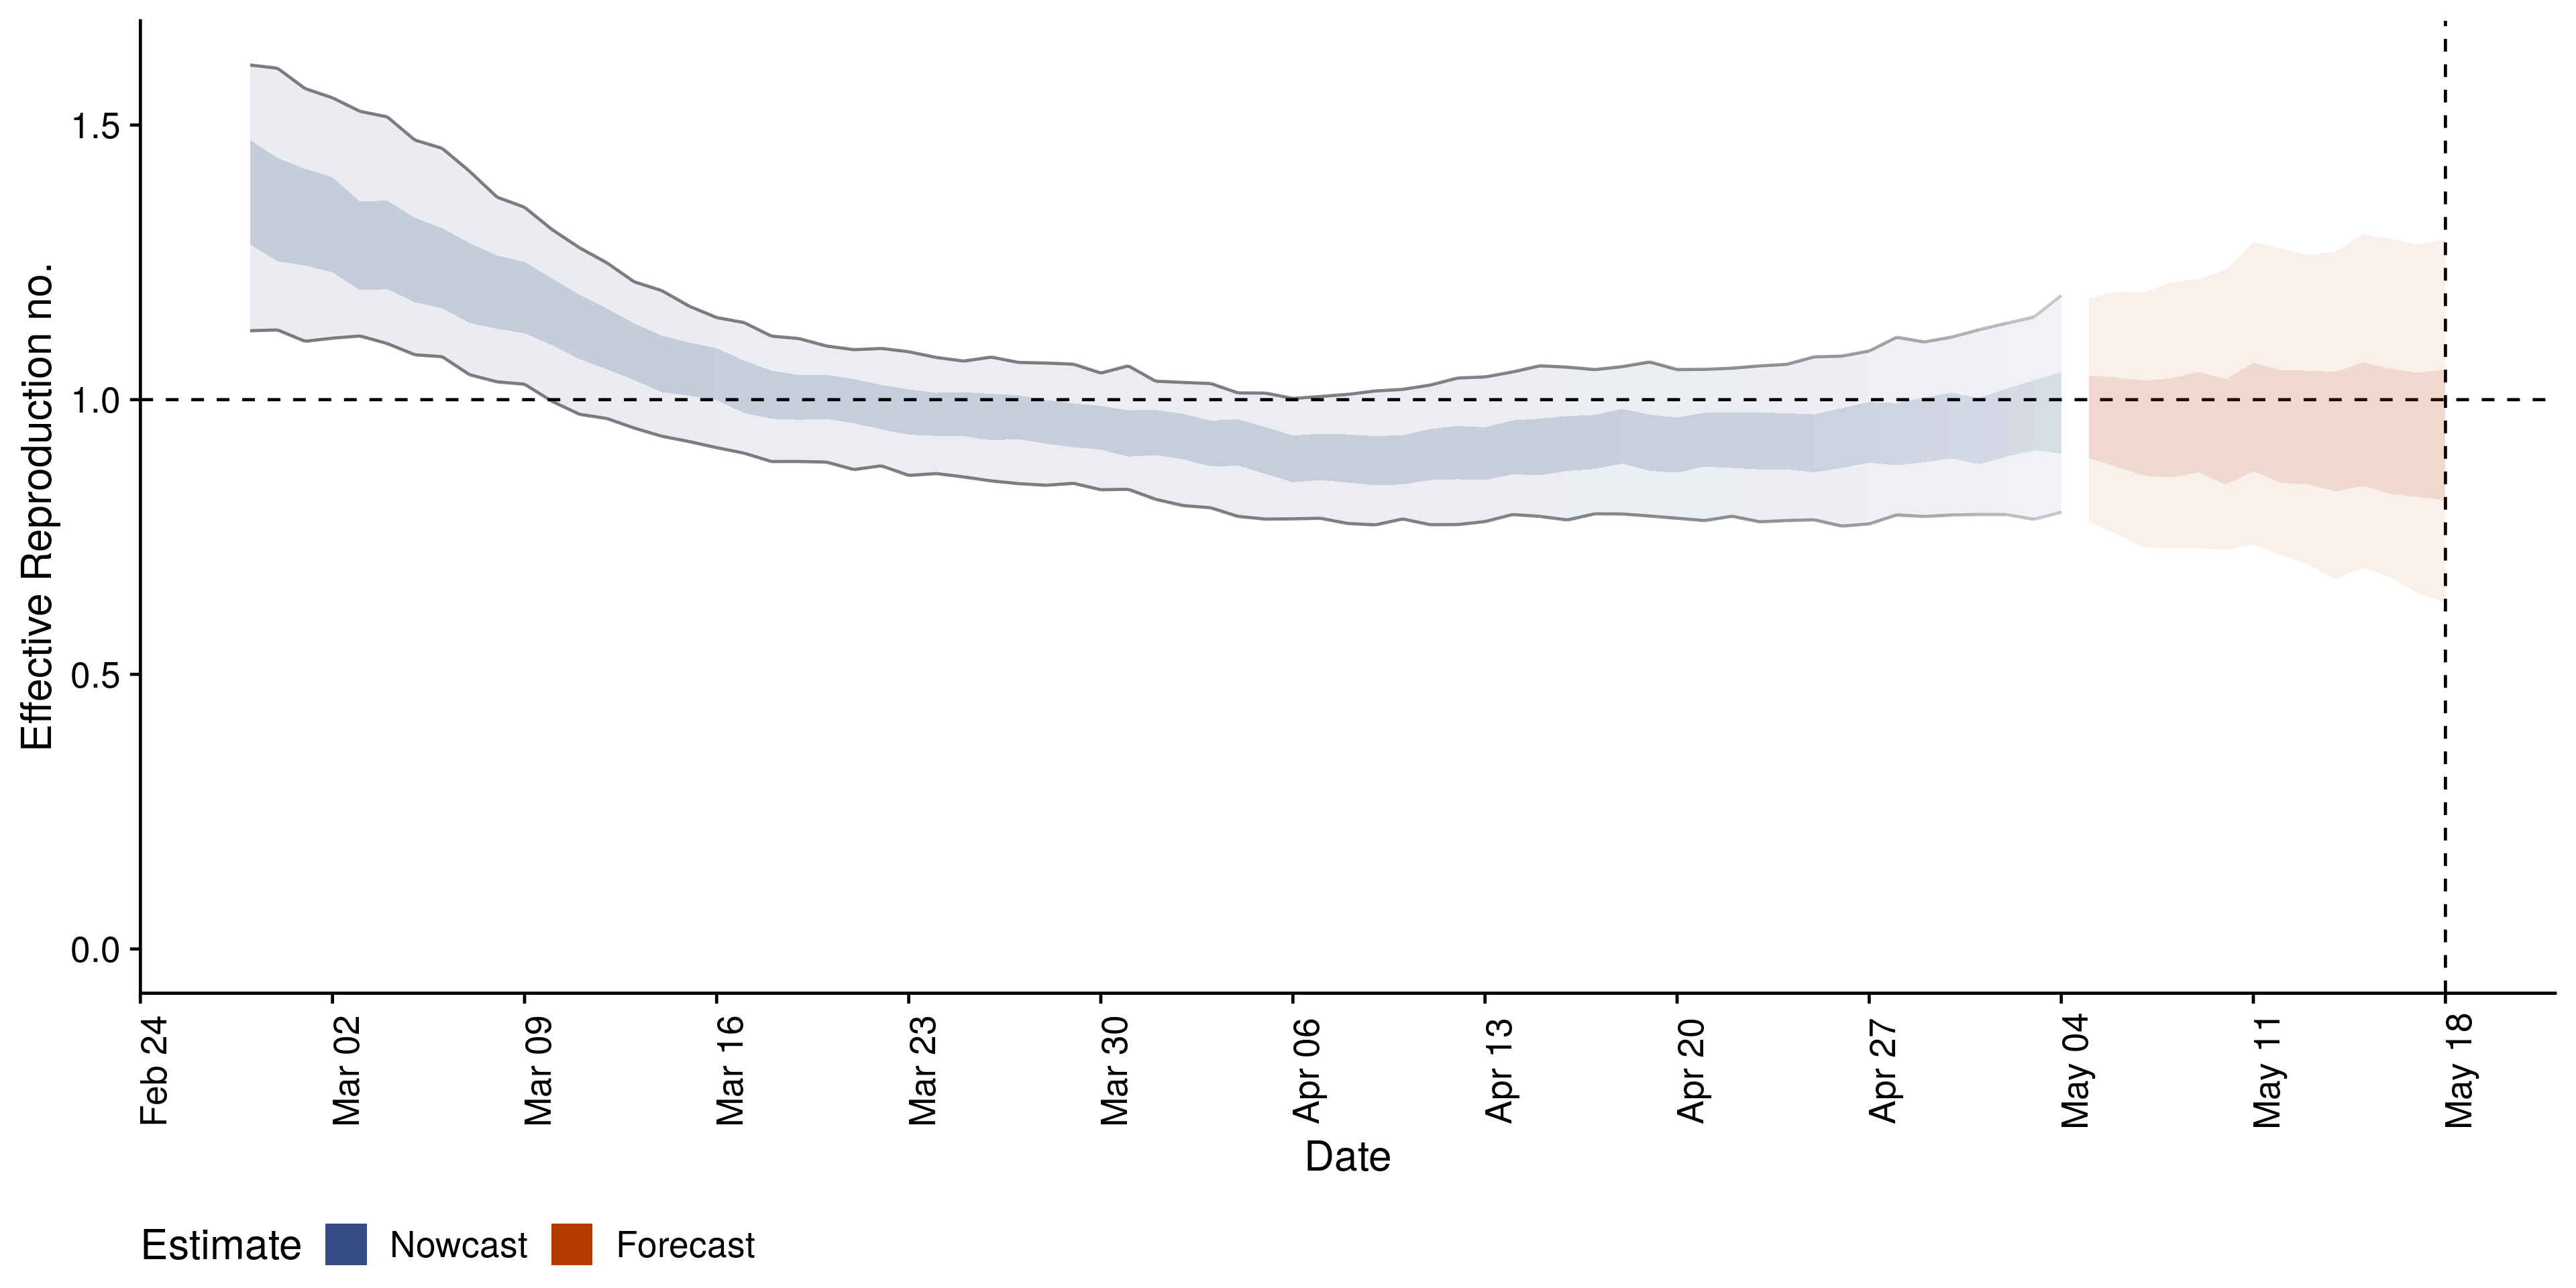 Effective Reproduction no.
1.5
1.0
0.5
0.0
Feb 24
Mar 02
Mar 09
Mar 16
Mar 23
Mar 30
Apr 06
Apr 13
Apr 20
Apr 27
May 04
May 11
May 18
Date
Estimate Nowcast Forecast